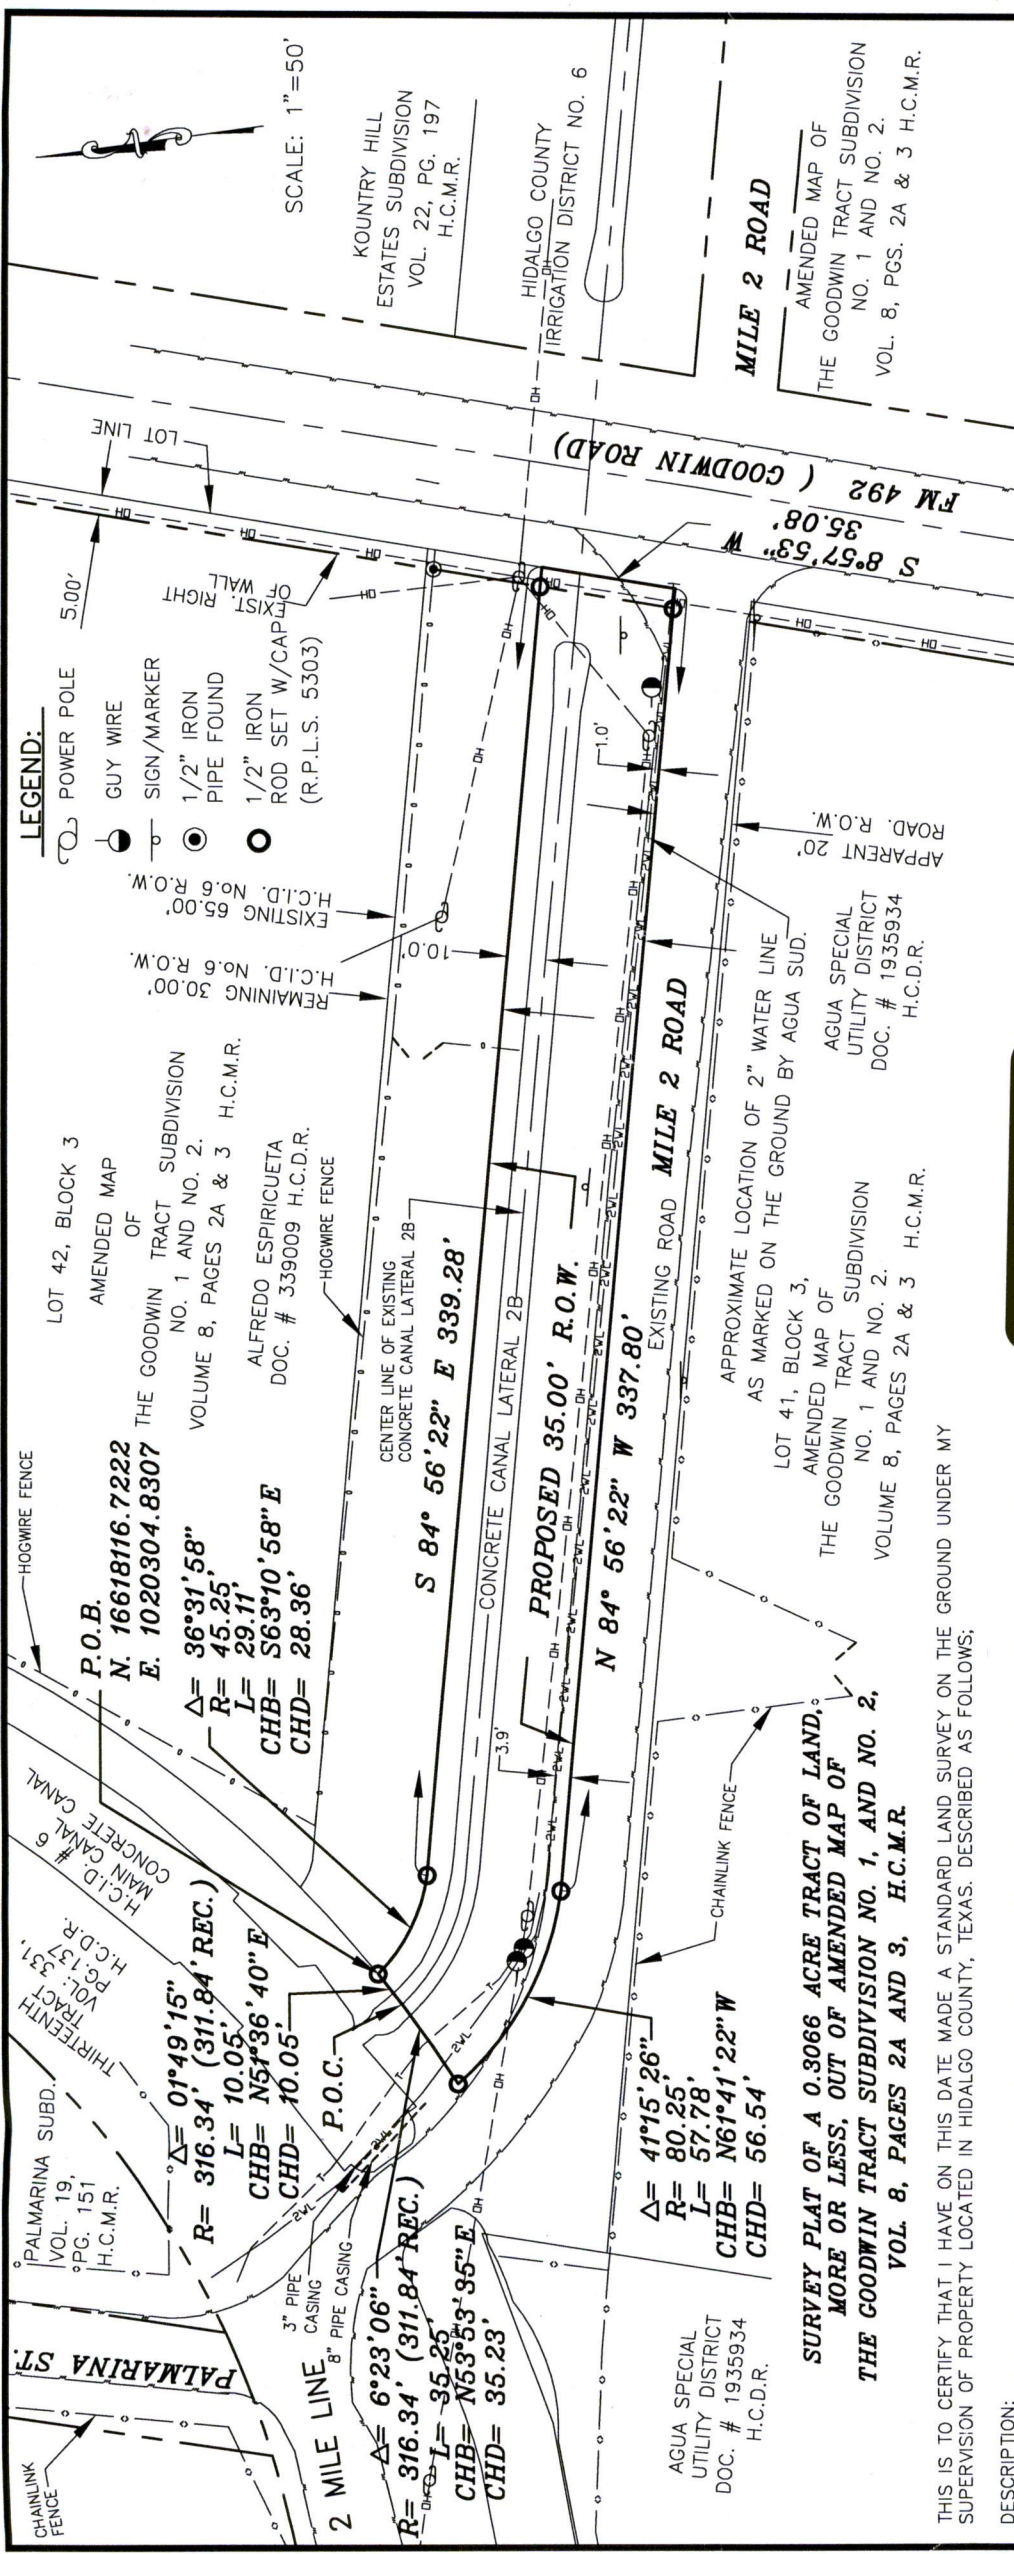 CHAINLINK
FENCE
PALMARINA ST.
PALMARINA SUBD.
VOL. 19,
PG. 151
H.C.M.R.
THIRTEENTH
TRACT
VOL: 331,
PG.137
H.C.D.R.
H.C.I.D. # 6
MAIN CANAL
CONCRETE CANAL
HOGWIRE FENCE
P.O.B.
N. 16618116.7222
E. 1020304.8307
Δ= 01°49'15"
R= 316.34' (311.84' REC.)
L= 10.05'
CHB= N51°36'40"E
CHD= 10.05'
P.O.C.
Δ= 36°31'58"
R= 45.25'
L= 29.11'
CHB= S63°10'58"E
CHD= 28.36'
3" PIPE
CASING
8" PIPE CASING
2 MILE LINE
Δ= 6°23'06"
R= 316.34' (311.84' REC.)
L= 35.25'
CHB= N53°53'35"E
CHD= 35.23'
LOT 42, BLOCK 3
AMENDED MAP
OF
THE GOODWIN TRACT SUBDIVISION
NO. 1 AND NO. 2.
VOLUME 8, PAGES 2A & 3 H.C.M.R.
ALFREDO ESPIRICUETA
DOC. # 339009 H.C.D.R.
HOGWIRE FENCE
CENTER LINE OF EXISTING
CONCRETE CANAL LATERAL 2B
S 84° 56'22" E 339.28'
CONCRETE CANAL LATERAL 2B
PROPOSED 35.00' R.O.W.
3.9'
N 84° 56'22" W 337.80'
EXISTING ROAD MILE 2 ROAD
LEGEND:
POWER POLE
GUY WIRE
SIGN/MARKER
1/2" IRON
PIPE FOUND
1/2" IRON
ROD SET W/CAP
(R.P.L.S. 5303)
5.00'
LOT LINE
EXIST. RIGHT
OF WALL
EXISTING 65.00'
H.C.I.D. No.6 R.O.W.
REMAINING 30.00'
H.C.I.D. No.6 R.O.W.
10.0'
1.0'
SCALE: 1"=50'
KOUNTRY HILL
ESTATES SUBDIVISION
VOL. 22, PG. 197
H.C.M.R.
HIDALGO COUNTY
IRRIGATION DISTRICT NO. 6
MILE 2 ROAD
AMENDED MAP OF
THE GOODWIN TRACT SUBDIVISION
NO. 1 AND NO. 2.
VOL. 8, PGS. 2A & 3 H.C.M.R.
FM 492 ( GOODWIN ROAD)
S 8°57'53" W
35.08'
APPARENT 20'
ROAD. R.O.W.
APPROXIMATE LOCATION OF 2" WATER LINE
AS MARKED ON THE GROUND BY AGUA SUD.
AGUA SPECIAL
UTILITY DISTRICT
DOC. # 1935934
H.C.D.R.
LOT 41, BLOCK 3,
AMENDED MAP OF
THE GOODWIN TRACT SUBDIVISION
NO. 1 AND NO. 2.
VOLUME 8, PAGES 2A & 3 H.C.M.R.
CHAINLINK FENCE
Δ= 41°15'26"
R= 80.25'
L= 57.78'
CHB= N61°41'22"W
CHD= 56.54'
AGUA SPECIAL
UTILITY DISTRICT
DOC. # 1935934
H.C.D.R.
SURVEY PLAT OF A 0.3066 ACRE TRACT OF LAND,
MORE OR LESS, OUT OF AMENDED MAP OF
THE GOODWIN TRACT SUBDIVISION NO. 1, AND NO. 2,
VOL. 8, PAGES 2A AND 3, H.C.M.R.
THIS IS TO CERTIFY THAT I HAVE ON THIS DATE MADE A STANDARD LAND SURVEY ON THE GROUND UNDER MY
SUPERVISION OF PROPERTY LOCATED IN HIDALGO COUNTY, TEXAS. DESCRIBED AS FOLLOWS;
DESCRIPTION: